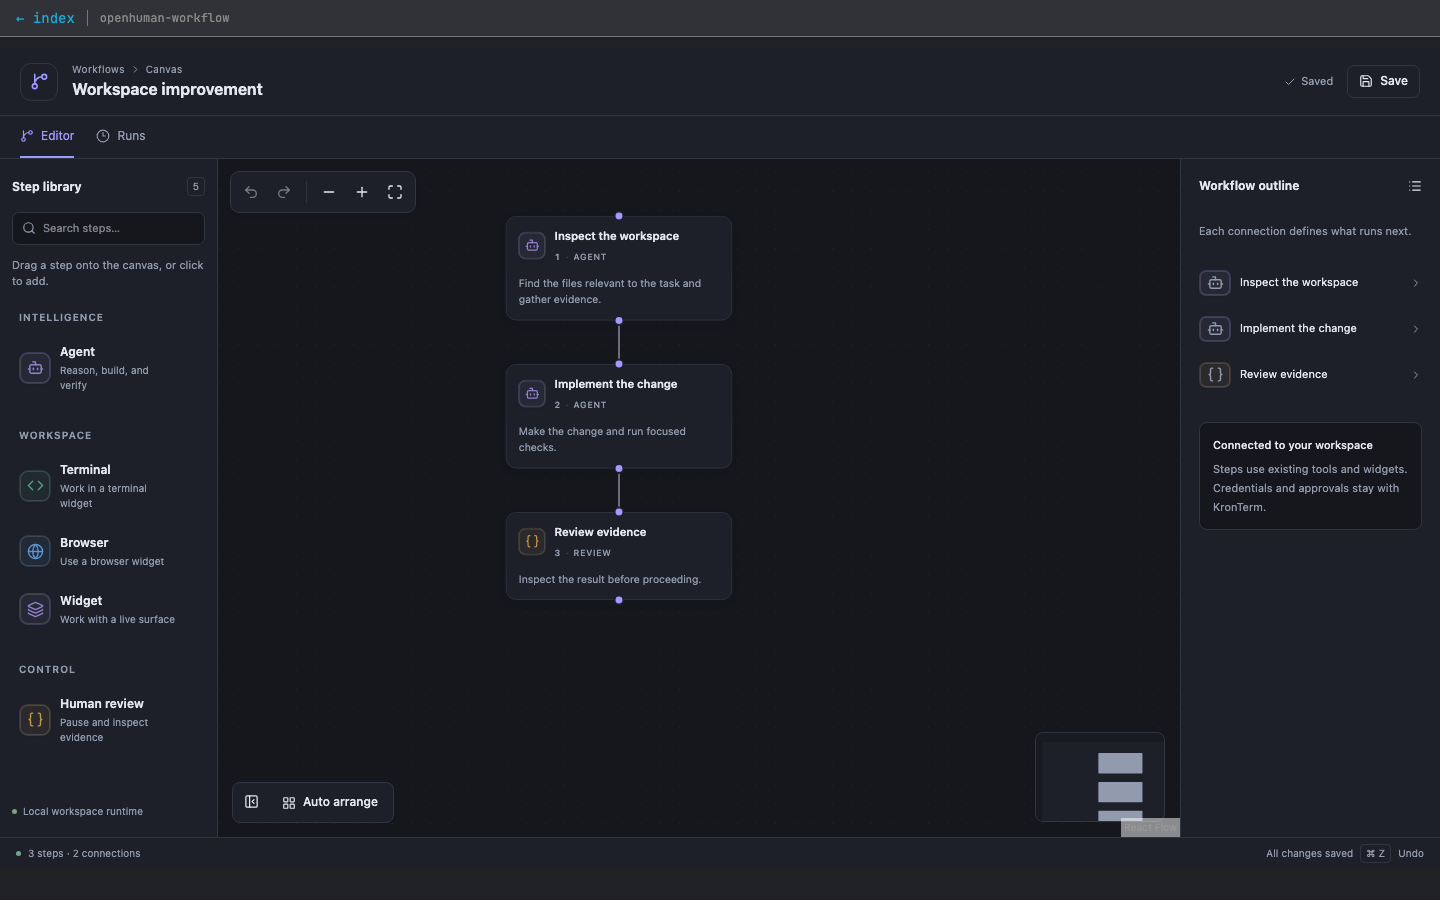 ← index
openhuman-workflow
Workflows > Canvas
Workspace improvement
Saved
Save
Editor
Runs
Step library
5
Search steps...
Drag a step onto the canvas, or click
to add.
INTELLIGENCE
Agent
Reason, build, and
verify
WORKSPACE
Terminal
Work in a terminal
widget
Browser
Use a browser widget
Widget
Work with a live surface
CONTROL
Human review
Pause and inspect
evidence
Local workspace runtime
Inspect the workspace
1 · AGENT
Find the files relevant to the task and
gather evidence.
Implement the change
2 · AGENT
Make the change and run focused
checks.
Review evidence
3 · REVIEW
Inspect the result before proceeding.
Auto arrange
React Flow
Workflow outline
Each connection defines what runs next.
Inspect the workspace
Implement the change
Review evidence
Connected to your workspace
Steps use existing tools and widgets.
Credentials and approvals stay with
KronTerm.
3 steps · 2 connections
All changes saved
⌘ Z
Undo